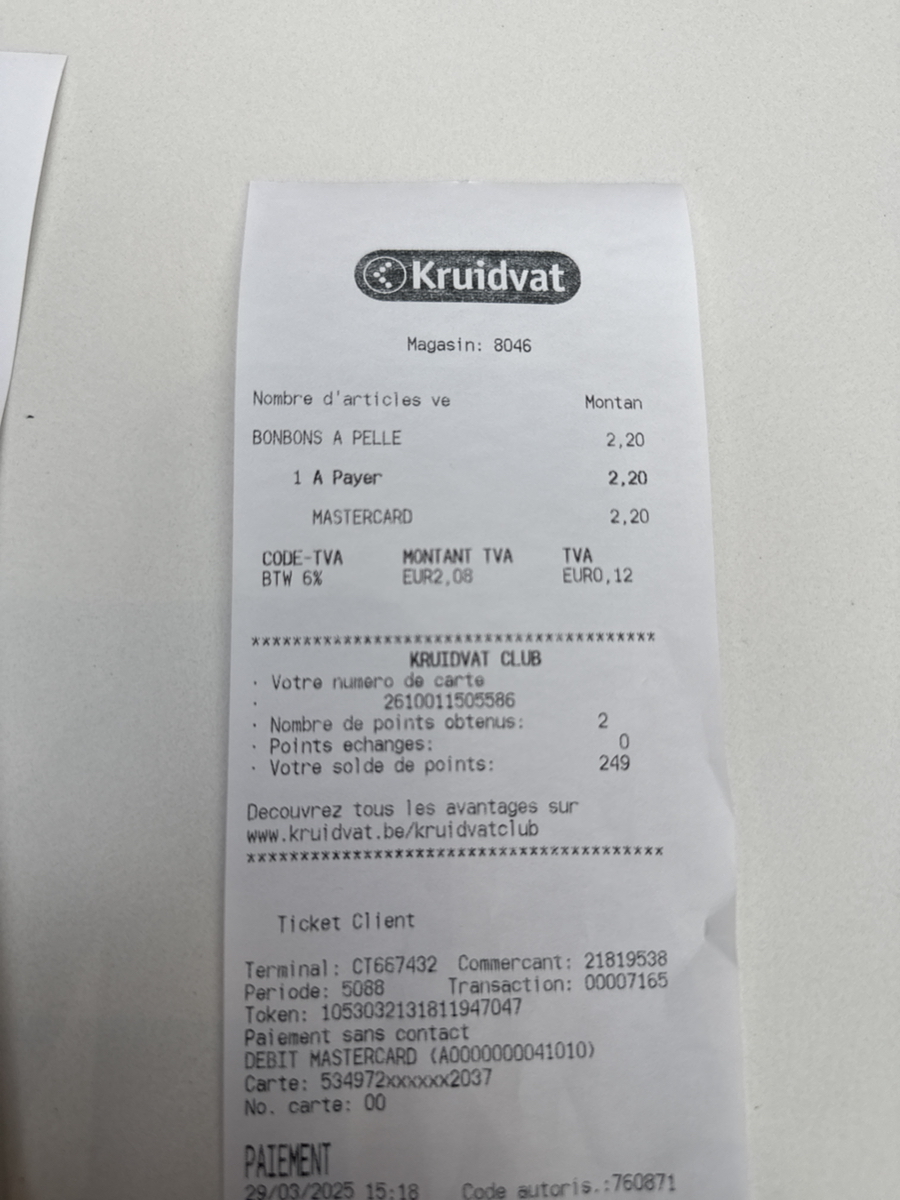 Kruidvat
Magasin: 8046
Nombre d'articles ve Montan
BONBONS A PELLE 2,20
1 A Payer 2,20
MASTERCARD 2,20
CODE-TVA MONTANT TVA TVA
BTW 6% EUR2,08 EUR0,12
***************************************
KRUIDVAT CLUB
· Votre numero de carte
· 2610011505586
· Nombre de points obtenus: 2
· Points echanges: 0
· Votre solde de points: 249
Decouvrez tous les avantages sur
www.kruidvat.be/kruidvatclub
***************************************
Ticket Client
Terminal: CT667432 Commercant: 21819538
Periode: 5088 Transaction: 00007165
Token: 1053032131811947047
Paiement sans contact
DEBIT MASTERCARD (A0000000041010)
Carte: 534972xxxxxx2037
No. carte: 00
PAIEMENT
29/03/2025 15:18 Code autoris.:760871